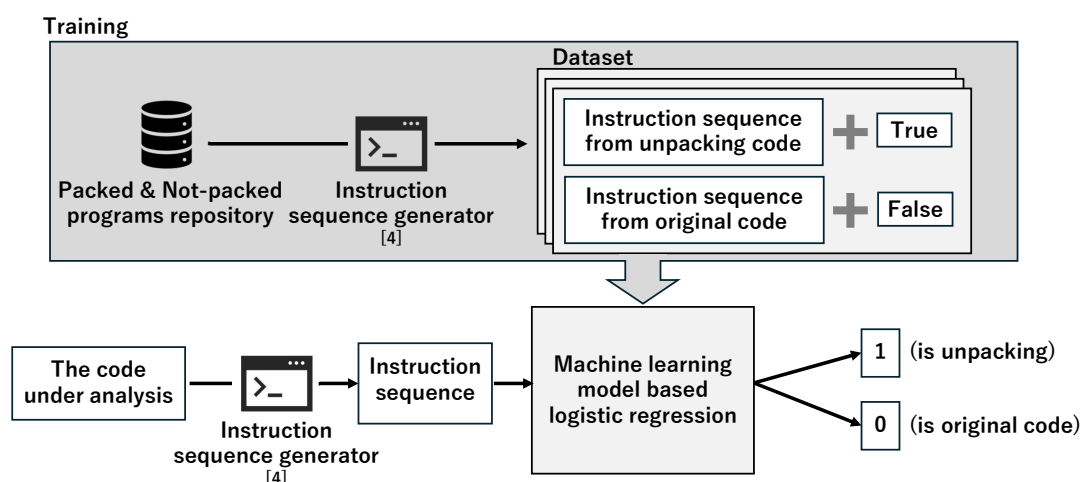 Training
Dataset
Instruction sequence
from unpacking code
True
Packed & Not-packed
programs repository
Instruction
sequence generator
[4]
Instruction sequence
from original code
False
The code
under analysis
Instruction
sequence generator
[4]
Instruction
sequence
Machine learning
model based
logistic regression
1 (is unpacking)
0 (is original code)